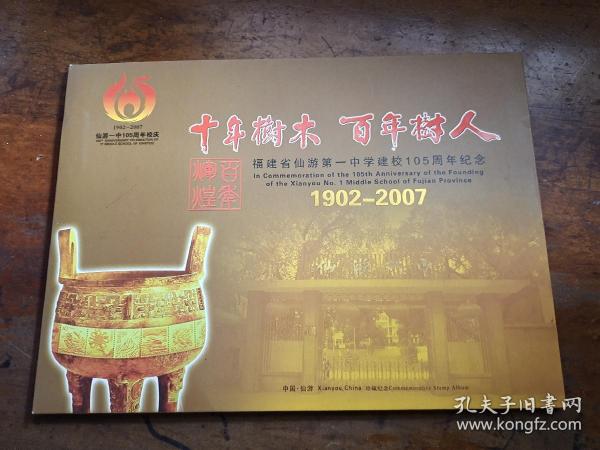 1902-2007
仙游一中105周年校庆
十年樹木 百年樹人
百年
煇煌
福建省仙游第一中学建校105周年纪念
In Commemoration of the 105th Anniversary of the Founding
of the Xianyou No. 1 Middle School of Fujian Province
1902-2007
中国·仙游 Xianyou,China 珍藏纪念Commemorative Stamp Album
孔夫子旧书网
www.kongfz.com